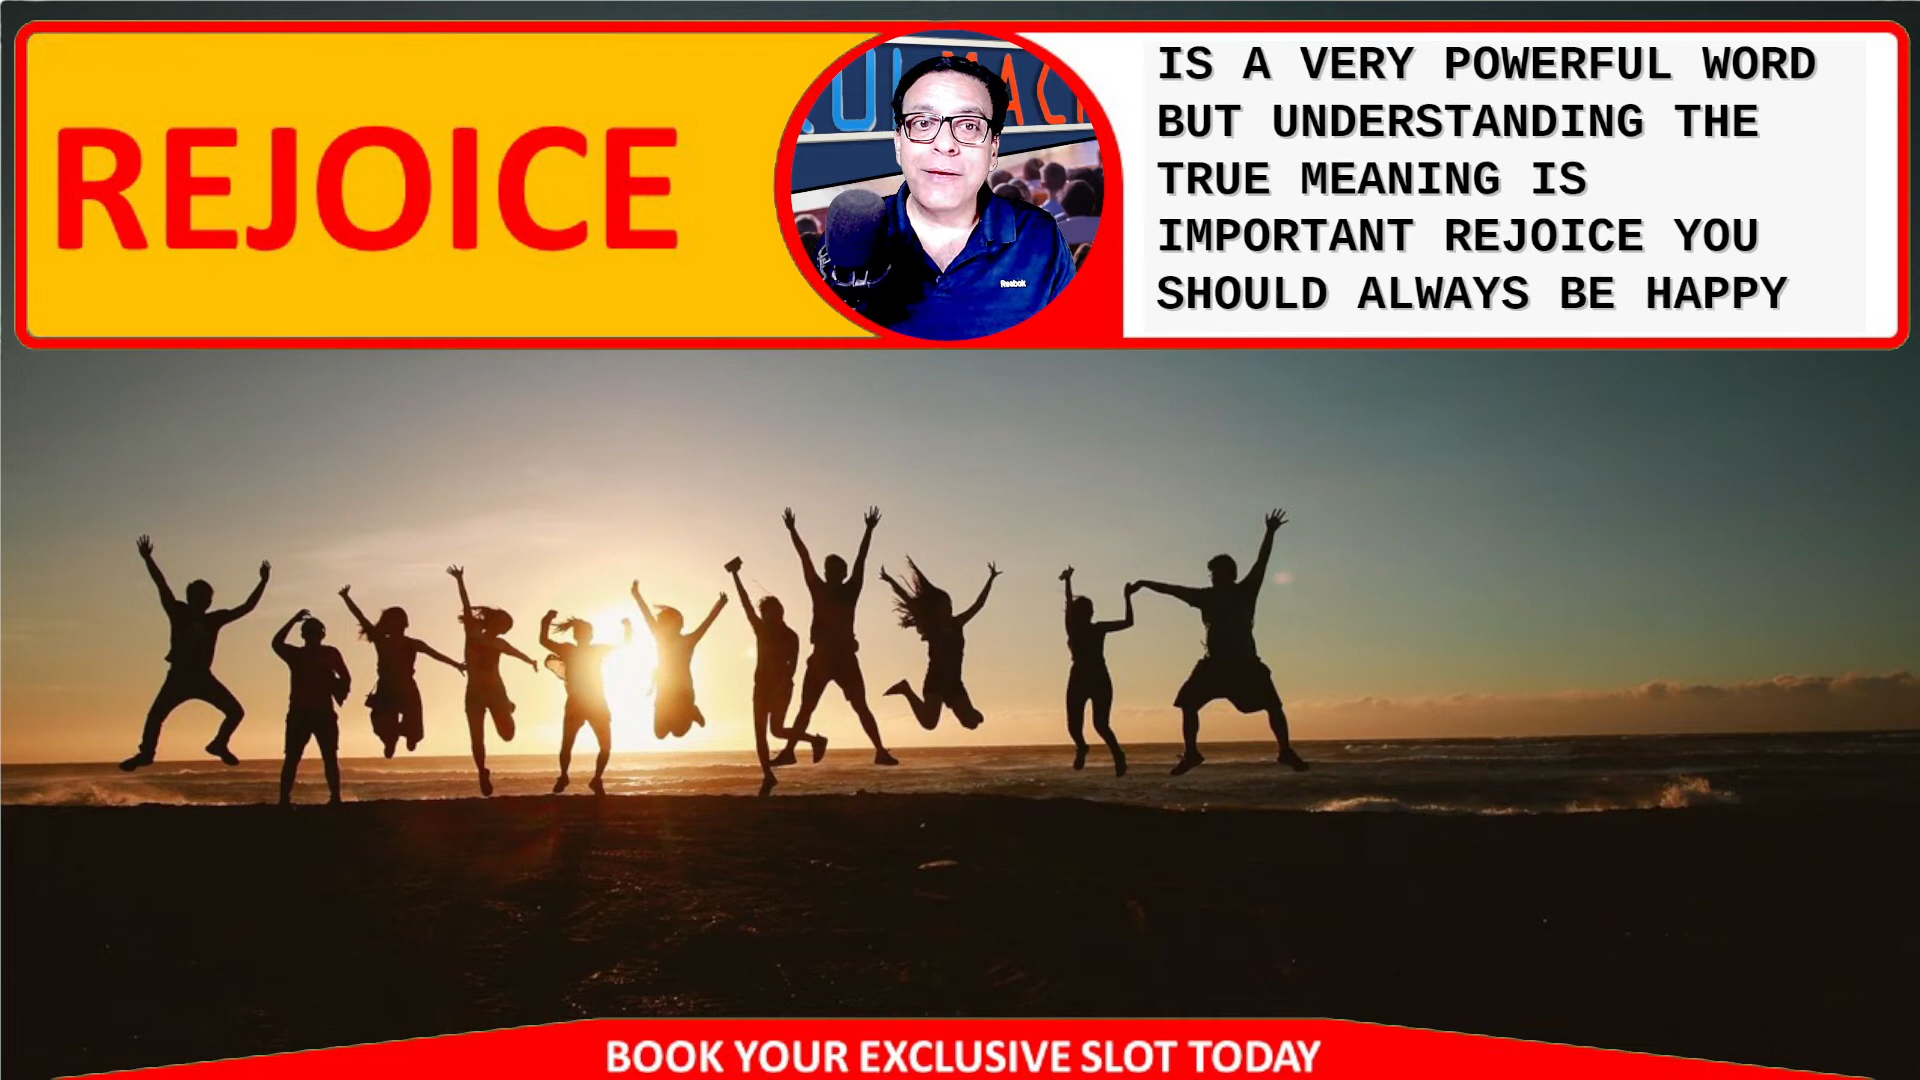 REJOICE
IS A VERY POWERFUL WORD
BUT UNDERSTANDING THE
TRUE MEANING IS
IMPORTANT REJOICE YOU
SHOULD ALWAYS BE HAPPY
Reebok
BOOK YOUR EXCLUSIVE SLOT TODAY